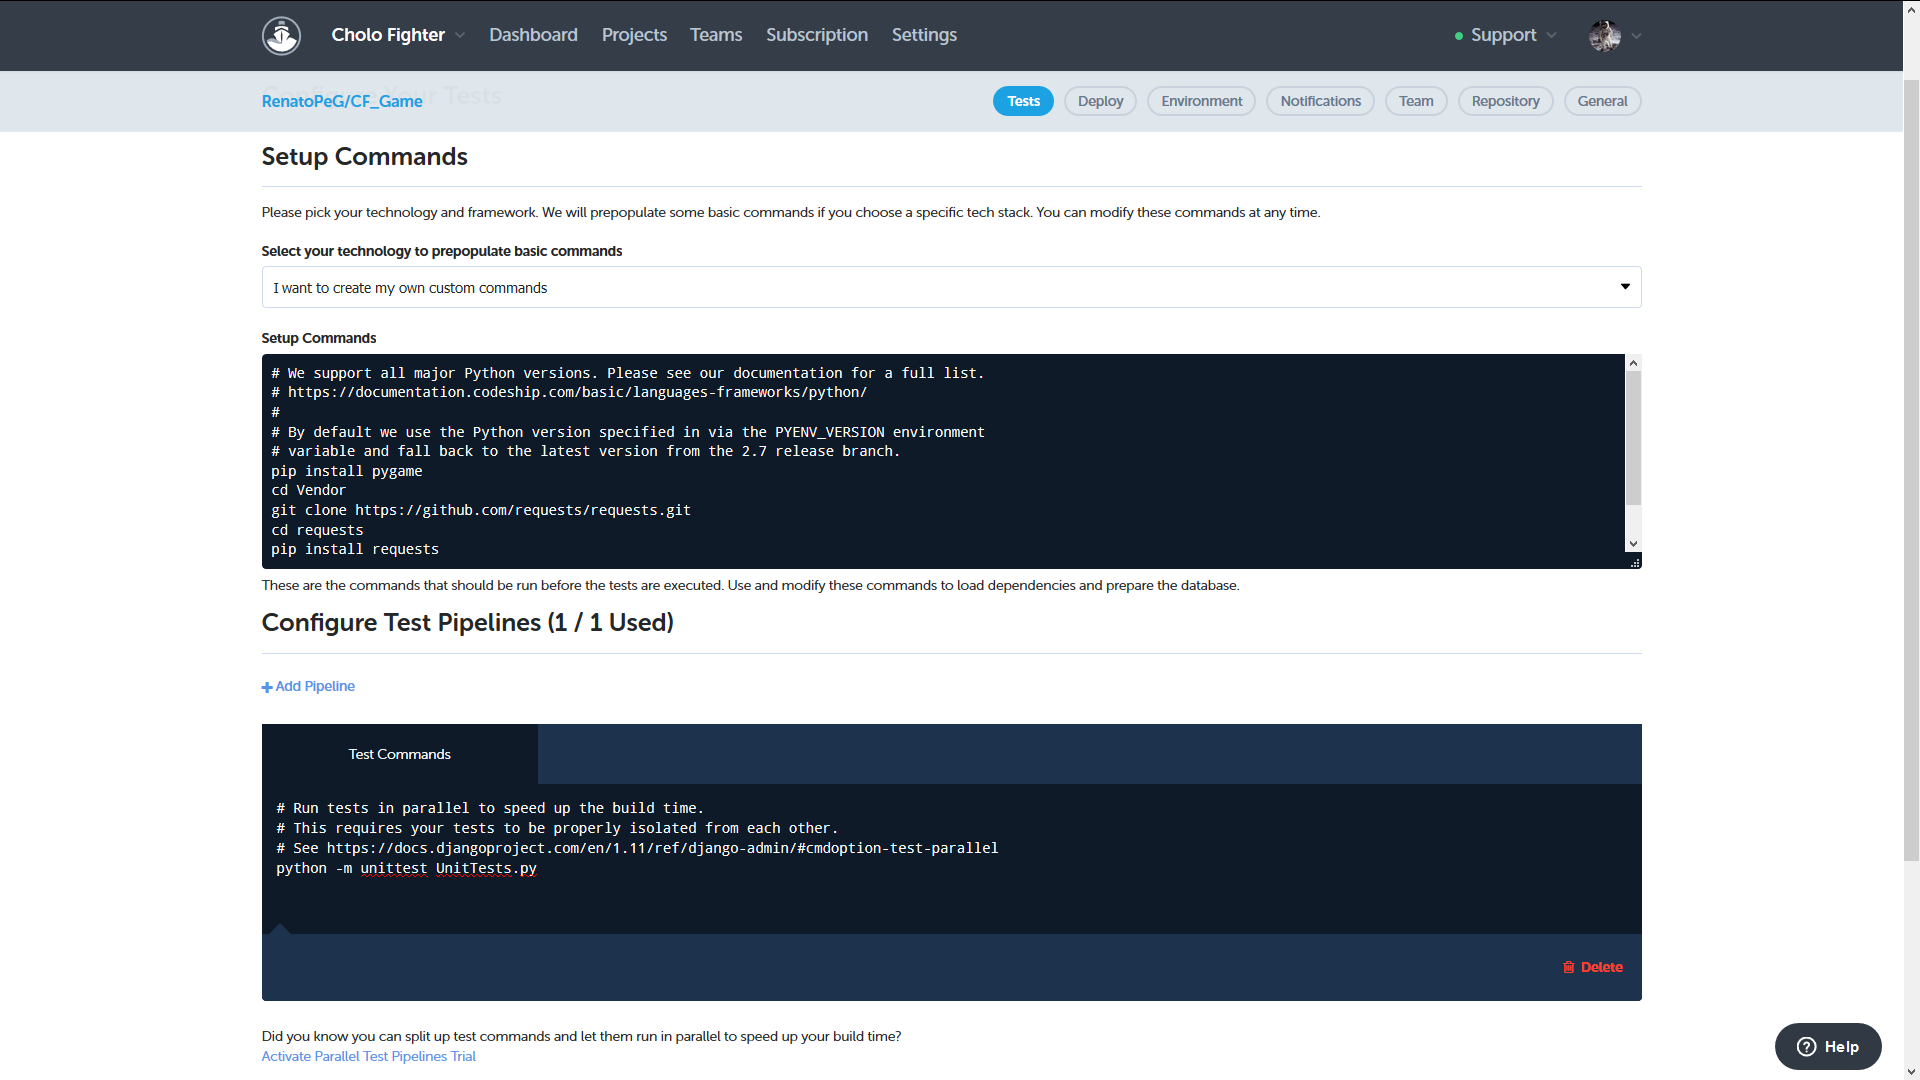 Cholo Fighter Dashboard Projects Teams Subscription Settings Support
Configure Your Tests
RenatoPeG/CF_Game Tests Deploy Environment Notifications Team Repository General
Setup Commands
Please pick your technology and framework. We will prepopulate some basic commands if you choose a specific tech stack. You can modify these commands at any time.
Select your technology to prepopulate basic commands
I want to create my own custom commands
Setup Commands
# We support all major Python versions. Please see our documentation for a full list.
# https://documentation.codeship.com/basic/languages-frameworks/python/
#
# By default we use the Python version specified in via the PYENV_VERSION environment
# variable and fall back to the latest version from the 2.7 release branch.
pip install pygame
cd Vendor
git clone https://github.com/requests/requests.git
cd requests
pip install requests
These are the commands that should be run before the tests are executed. Use and modify these commands to load dependencies and prepare the database.
Configure Test Pipelines (1 / 1 Used)
+ Add Pipeline
Test Commands
# Run tests in parallel to speed up the build time.
# This requires your tests to be properly isolated from each other.
# See https://docs.djangoproject.com/en/1.11/ref/django-admin/#cmdoption-test-parallel
python -m unittest UnitTests.py
Delete
Did you know you can split up test commands and let them run in parallel to speed up your build time?
Activate Parallel Test Pipelines Trial
? Help